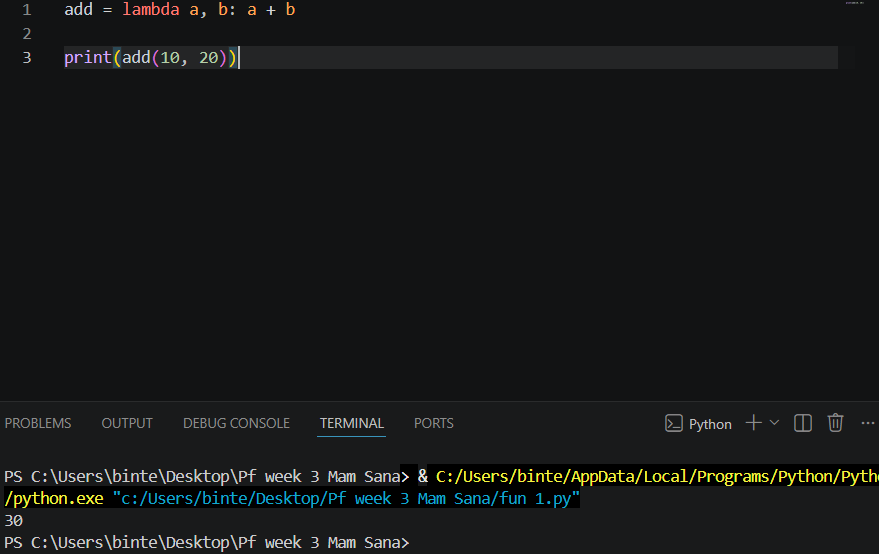 1 add = lambda a, b: a + b
2
3 print(add(10, 20))
PROBLEMS OUTPUT DEBUG CONSOLE TERMINAL PORTS Python
PS C:\Users\binte\Desktop\Pf week 3 Mam Sana> & C:/Users/binte/AppData/Local/Programs/Python/Pyth
/python.exe "c:/Users/binte/Desktop/Pf week 3 Mam Sana/fun 1.py"
30
PS C:\Users\binte\Desktop\Pf week 3 Mam Sana>